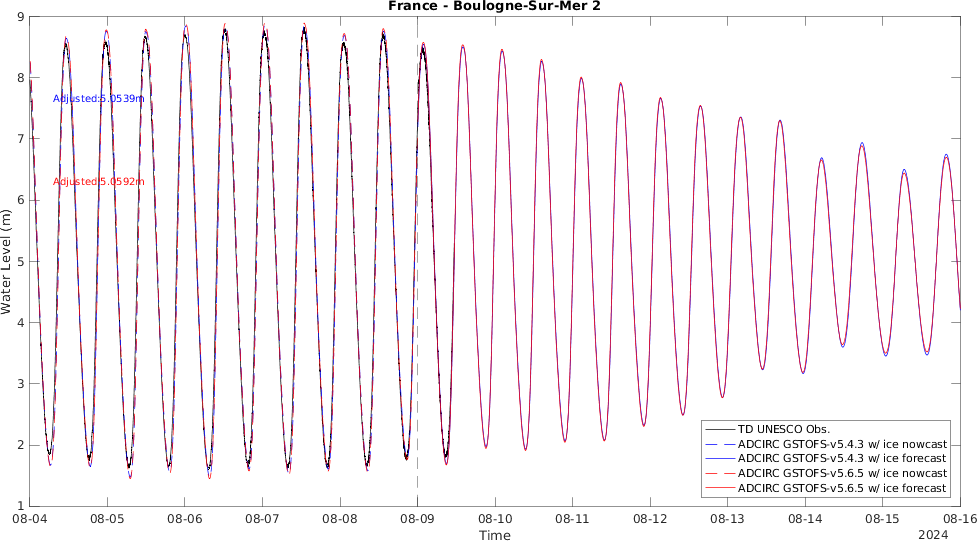 France - Boulogne-Sur-Mer 2
9
8
7
6
5
4
3
2
1
Water Level (m)
Adjusted:5.0539m
Adjusted:5.0592m
TD UNESCO Obs.
ADCIRC GSTOFS-v5.4.3 w/ ice nowcast
ADCIRC GSTOFS-v5.4.3 w/ ice forecast
ADCIRC GSTOFS-v5.6.5 w/ ice nowcast
ADCIRC GSTOFS-v5.6.5 w/ ice forecast
08-04 08-05 08-06 08-07 08-08 08-09 08-10 08-11 08-12 08-13 08-14 08-15 08-16
Time
2024